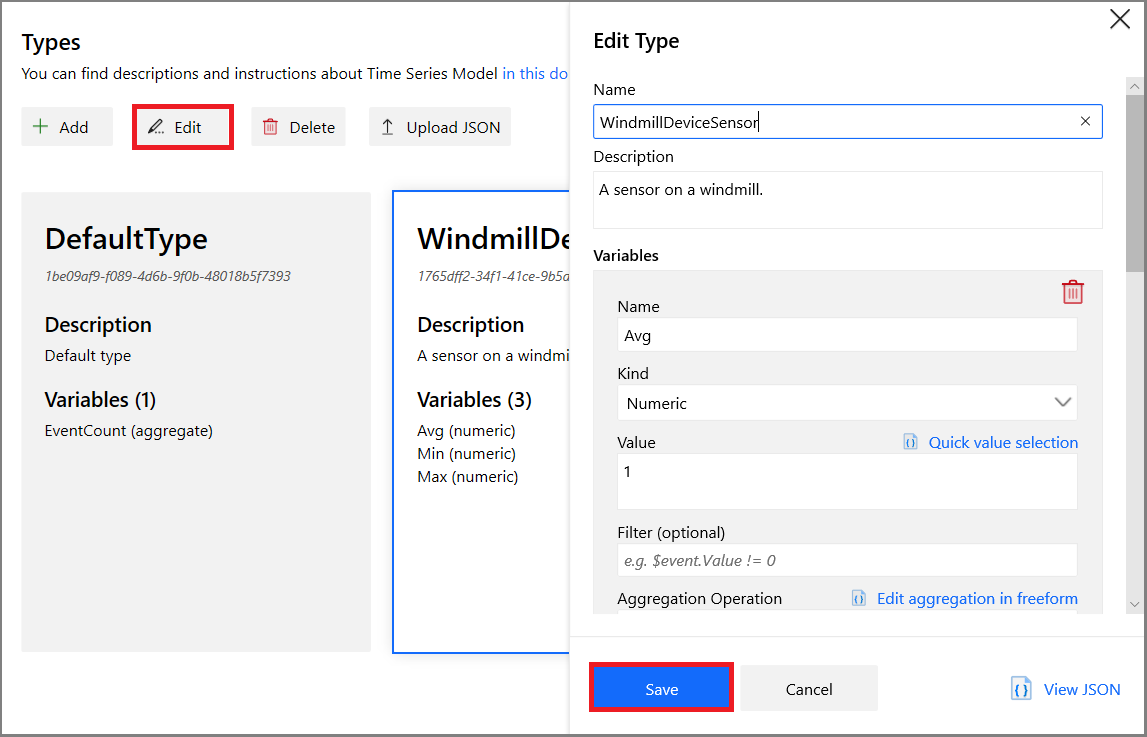 Types
You can find descriptions and instructions about Time Series Model in this do
Add
Edit
Delete
Upload JSON
DefaultType
1be09af9-f089-4d6b-9f0b-48018b5f7393
Description
Default type
Variables (1)
EventCount (aggregate)
WindmillDe
1765dff2-34f1-41ce-9b5a
Description
A sensor on a windmi
Variables (3)
Avg (numeric)
Min (numeric)
Max (numeric)
Edit Type
Name
WindmillDeviceSensor
Description
A sensor on a windmill.
Variables
Name
Avg
Kind
Numeric
Value
Quick value selection
1
Filter (optional)
e.g. $event.Value != 0
Aggregation Operation
Edit aggregation in freeform
Save
Cancel
View JSON